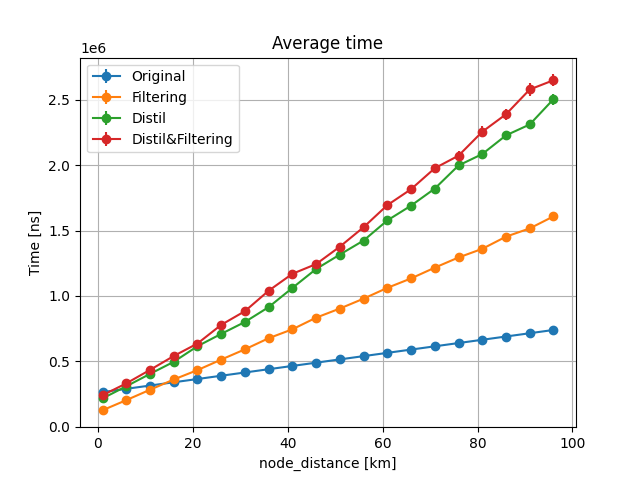 Average time
1e6
Original
Filtering
Distil
Distil&Filtering
2.5
2.0
1.5
1.0
0.5
0.0
Time [ns]
0 20 40 60 80 100
node_distance [km]